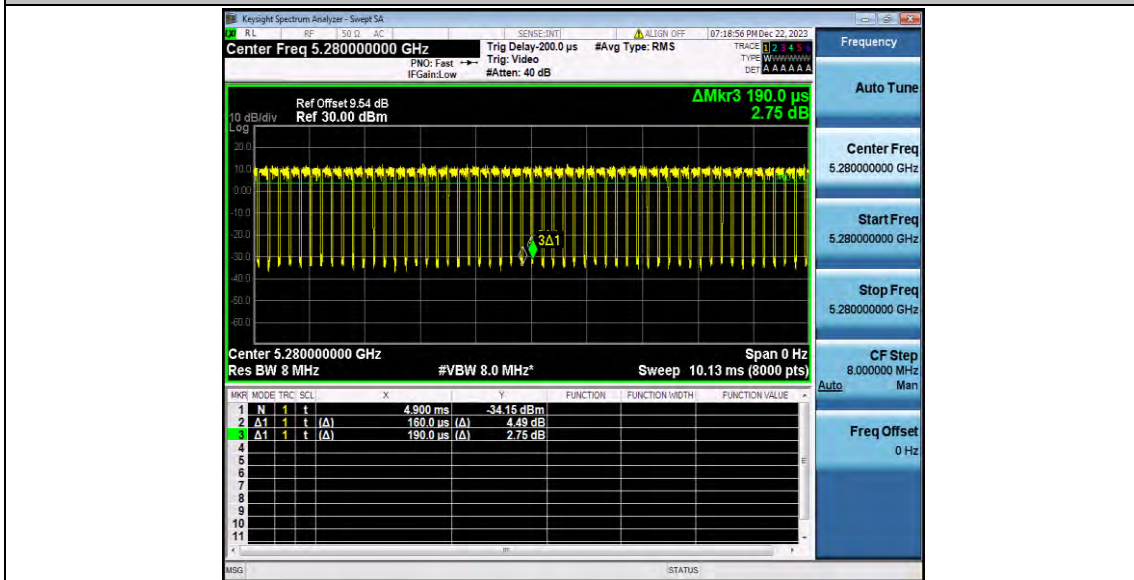 Keysight Spectrum Analyzer - Swept SA
RL RF 50 Ω AC SENSE:INT ALIGN OFF 07:18:56 PM Dec 22, 2023
Center Freq 5.280000000 GHz
PNO: Fast
IFGain:Low
Trig Delay-200.0 µs
Trig: Video
#Atten: 40 dB
#Avg Type: RMS
TRACE 1 2 3 4 5 6
TYPE WWWWWW
DET A A A A A A
Frequency
Auto Tune
Center Freq
5.280000000 GHz
Start Freq
5.280000000 GHz
Stop Freq
5.280000000 GHz
CF Step
8.000000 MHz
Auto Man
Freq Offset
0 Hz
ΔMkr3 190.0 µs
2.75 dB
Ref Offset 9.54 dB
10 dB/div Ref 30.00 dBm
Log
20.0
10.0
0.00
-10.0
-20.0
-30.0
-40.0
-50.0
-60.0
3Δ1
Center 5.280000000 GHz Span 0 Hz
Res BW 8 MHz #VBW 8.0 MHz* Sweep 10.13 ms (8000 pts)
MKR MODE TRC SCL X Y FUNCTION FUNCTION WIDTH FUNCTION VALUE
1 N 1 t 4.900 ms -34.15 dBm
2 Δ1 1 t (Δ) 160.0 µs (Δ) 4.49 dB
3 Δ1 1 t (Δ) 190.0 µs (Δ) 2.75 dB
4
5
6
7
8
9
10
11
MSG STATUS